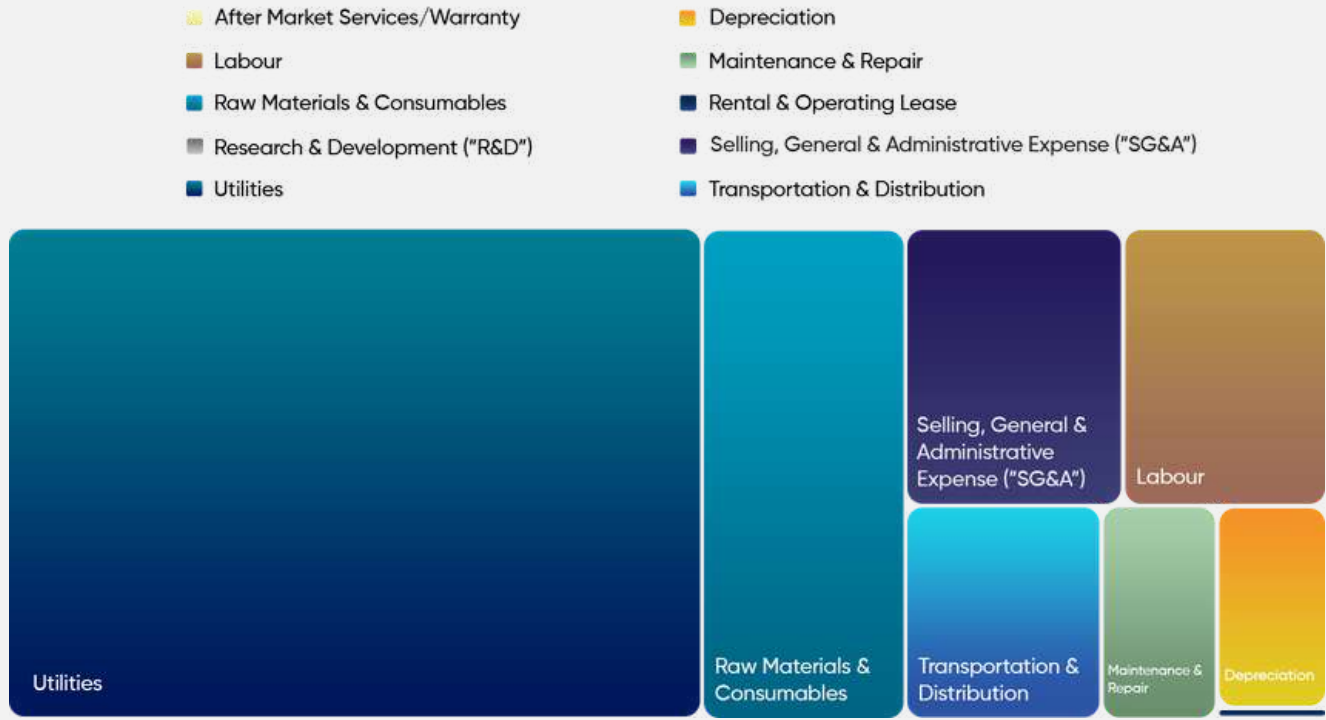 After Market Services/Warranty
Depreciation
Labour
Maintenance & Repair
Raw Materials & Consumables
Rental & Operating Lease
Research & Development ("R&D")
Selling, General & Administrative Expense ("SG&A")
Utilities
Transportation & Distribution
Utilities
Raw Materials &
Consumables
Selling, General &
Administrative
Expense ("SG&A")
Labour
Transportation &
Distribution
Maintenance &
Repair
Depreciation